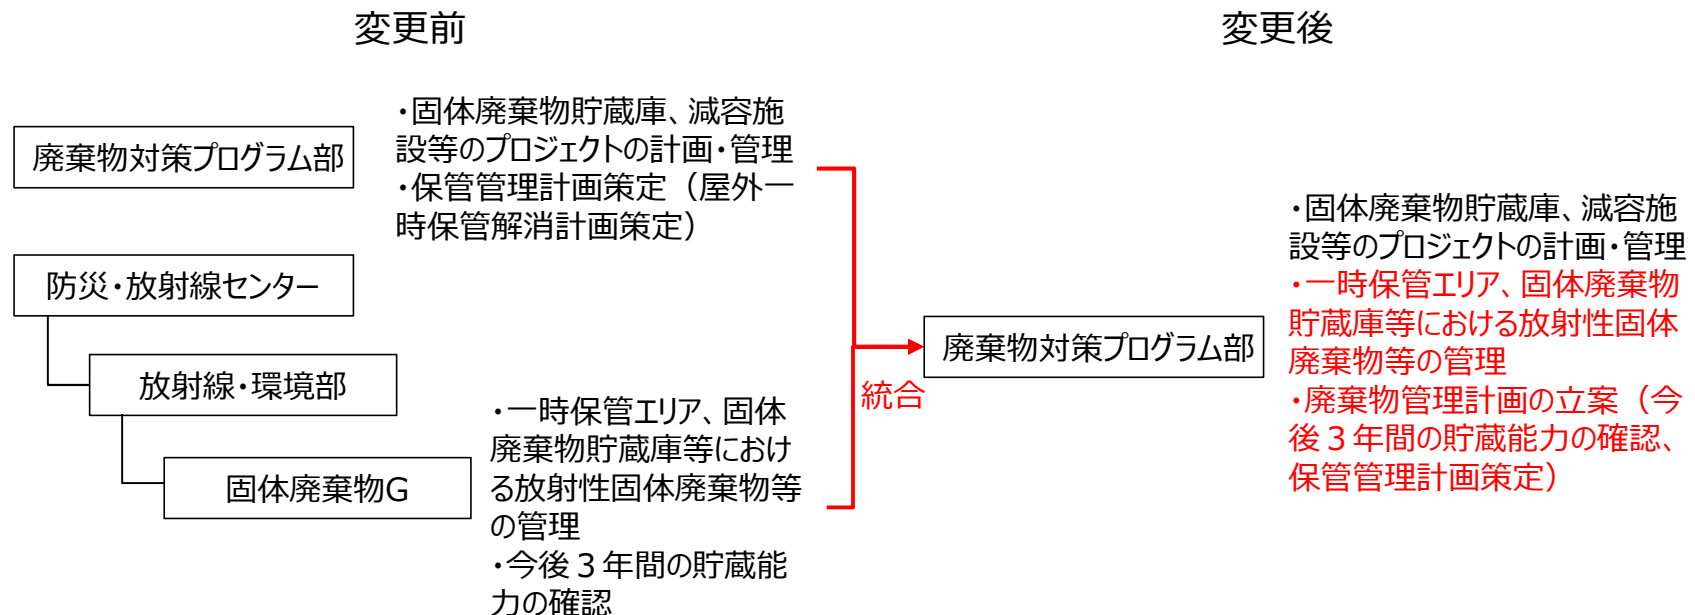 変更前
変更後
廃棄物対策プログラム部
・固体廃棄物貯蔵庫、減容施
設等のプロジェクトの計画・管理
・保管管理計画策定（屋外一
時保管解消計画策定）
防災・放射線センター
放射線・環境部
固体廃棄物G
・一時保管エリア、固体
廃棄物貯蔵庫等におけ
る放射性固体廃棄物等
の管理
・今後３年間の貯蔵能
力の確認
統合
廃棄物対策プログラム部
・固体廃棄物貯蔵庫、減容施
設等のプロジェクトの計画・管理
・一時保管エリア、固体廃棄物
貯蔵庫等における放射性固体
廃棄物等の管理
・廃棄物管理計画の立案（今
後３年間の貯蔵能力の確認、
保管管理計画策定）